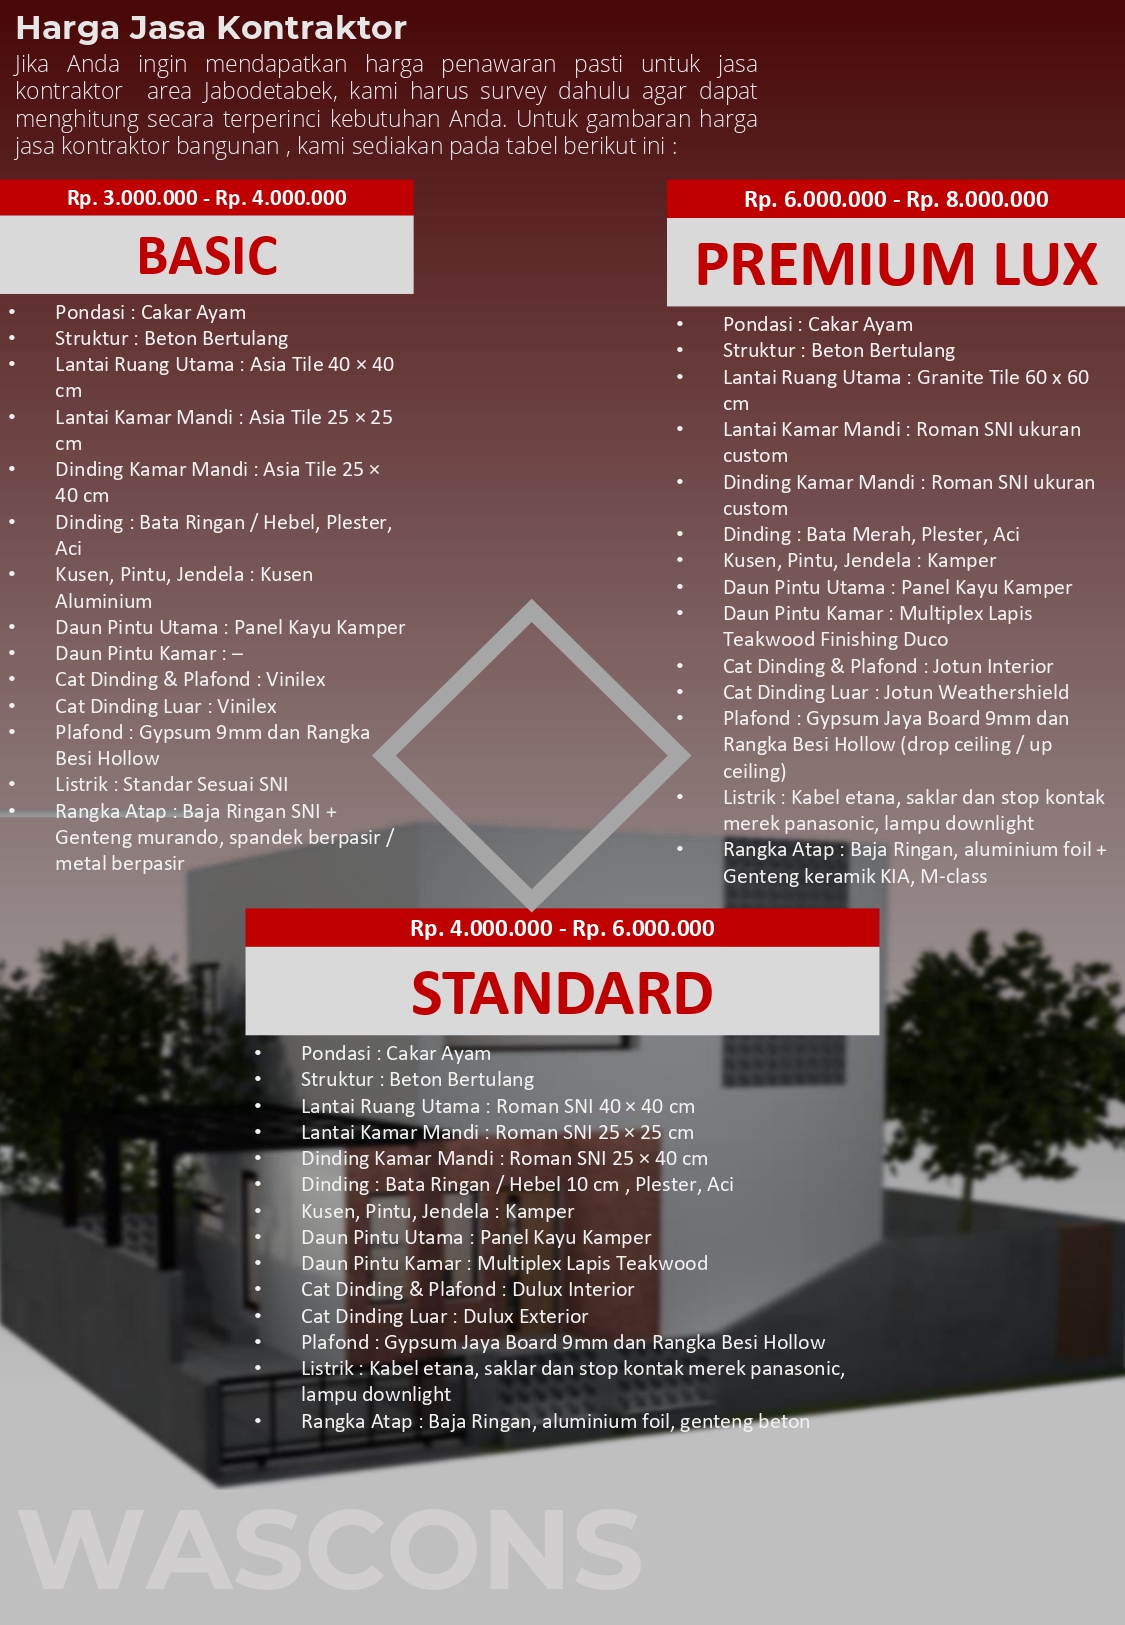 Harga Jasa Kontraktor
Jika Anda ingin mendapatkan harga penawaran pasti untuk jasa
kontraktor area Jabodetabek, kami harus survey dahulu agar dapat
menghitung secara terperinci kebutuhan Anda. Untuk gambaran harga
jasa kontraktor bangunan , kami sediakan pada tabel berikut ini :
Rp. 3.000.000 - Rp. 4.000.000
BASIC
• Pondasi : Cakar Ayam
• Struktur : Beton Bertulang
• Lantai Ruang Utama : Asia Tile 40 × 40
cm
• Lantai Kamar Mandi : Asia Tile 25 × 25
cm
• Dinding Kamar Mandi : Asia Tile 25 ×
40 cm
• Dinding : Bata Ringan / Hebel, Plester,
Aci
• Kusen, Pintu, Jendela : Kusen
Aluminium
• Daun Pintu Utama : Panel Kayu Kamper
• Daun Pintu Kamar : –
• Cat Dinding & Plafond : Vinilex
• Cat Dinding Luar : Vinilex
• Plafond : Gypsum 9mm dan Rangka
Besi Hollow
• Listrik : Standar Sesuai SNI
• Rangka Atap : Baja Ringan SNI +
Genteng murando, spandek berpasir /
metal berpasir
Rp. 6.000.000 - Rp. 8.000.000
PREMIUM LUX
• Pondasi : Cakar Ayam
• Struktur : Beton Bertulang
• Lantai Ruang Utama : Granite Tile 60 x 60
cm
• Lantai Kamar Mandi : Roman SNI ukuran
custom
• Dinding Kamar Mandi : Roman SNI ukuran
custom
• Dinding : Bata Merah, Plester, Aci
• Kusen, Pintu, Jendela : Kamper
• Daun Pintu Utama : Panel Kayu Kamper
• Daun Pintu Kamar : Multiplex Lapis
Teakwood Finishing Duco
• Cat Dinding & Plafond : Jotun Interior
• Cat Dinding Luar : Jotun Weathershield
• Plafond : Gypsum Jaya Board 9mm dan
Rangka Besi Hollow (drop ceiling / up
ceiling)
• Listrik : Kabel etana, saklar dan stop kontak
merek panasonic, lampu downlight
• Rangka Atap : Baja Ringan, aluminium foil +
Genteng keramik KIA, M-class
Rp. 4.000.000 - Rp. 6.000.000
STANDARD
• Pondasi : Cakar Ayam
• Struktur : Beton Bertulang
• Lantai Ruang Utama : Roman SNI 40 × 40 cm
• Lantai Kamar Mandi : Roman SNI 25 × 25 cm
• Dinding Kamar Mandi : Roman SNI 25 × 40 cm
• Dinding : Bata Ringan / Hebel 10 cm , Plester, Aci
• Kusen, Pintu, Jendela : Kamper
• Daun Pintu Utama : Panel Kayu Kamper
• Daun Pintu Kamar : Multiplex Lapis Teakwood
• Cat Dinding & Plafond : Dulux Interior
• Cat Dinding Luar : Dulux Exterior
• Plafond : Gypsum Jaya Board 9mm dan Rangka Besi Hollow
• Listrik : Kabel etana, saklar dan stop kontak merek panasonic,
lampu downlight
• Rangka Atap : Baja Ringan, aluminium foil, genteng beton
WASCONS